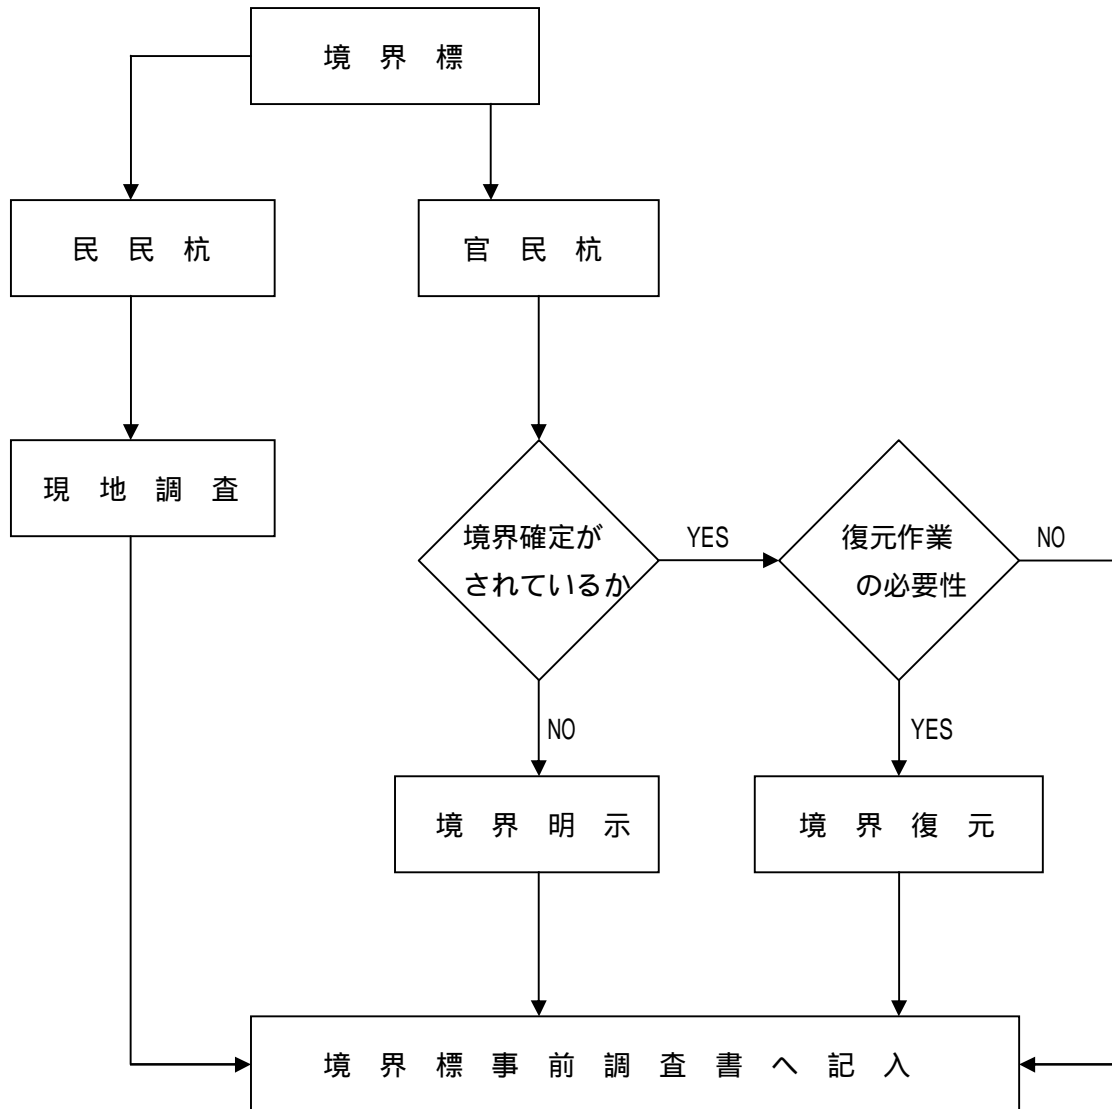 境 界 標
民 民 杭
官 民 杭
現 地 調 査
境界確定が
されているか
YES
復元作業
の必要性
NO
NO
YES
境 界 明 示
境 界 復 元
境 界 標 事 前 調 査 書 へ 記 入